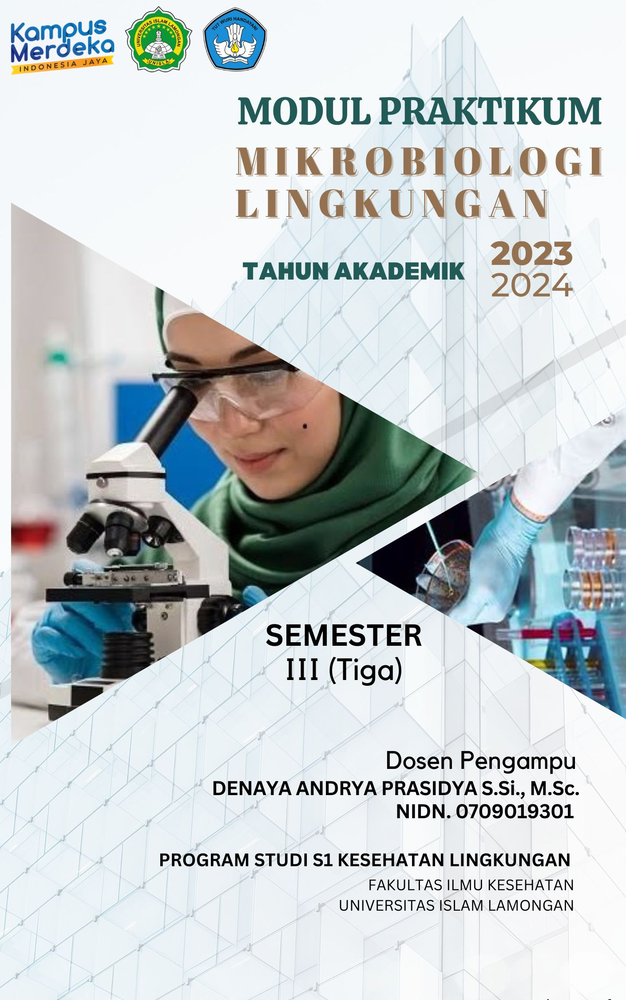 Kampus
Merdeka
INDONESIA JAYA
UNIVERSITAS ISLAM LAMONGAN
UNISLA
TUT WURI HANDAYANI
MODUL PRAKTIKUM
MIKROBIOLOGI
LINGKUNGAN
TAHUN AKADEMIK
2023
2024
SEMESTER
III (Tiga)
Dosen Pengampu
DENAYA ANDRYA PRASIDYA S.Si., M.Sc.
NIDN. 0709019301
PROGRAM STUDI S1 KESEHATAN LINGKUNGAN
FAKULTAS ILMU KESEHATAN
UNIVERSITAS ISLAM LAMONGAN